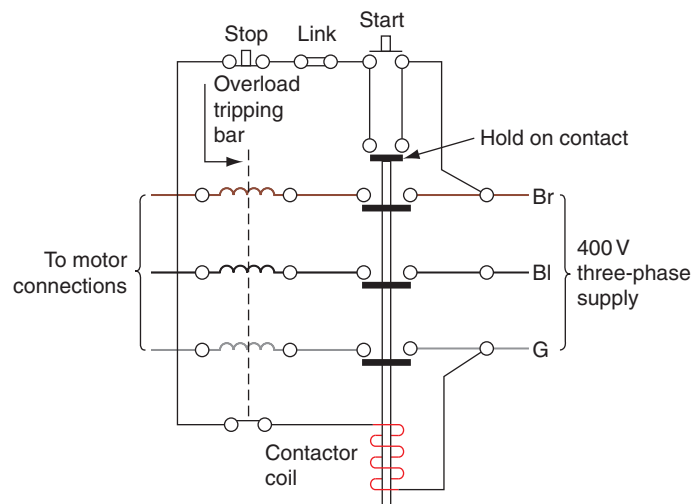 Start
Stop
Link
Overload
tripping
bar
Hold on contact
Br
To motor
connections
Bl
400 V
three-phase
supply
G
Contactor
coil